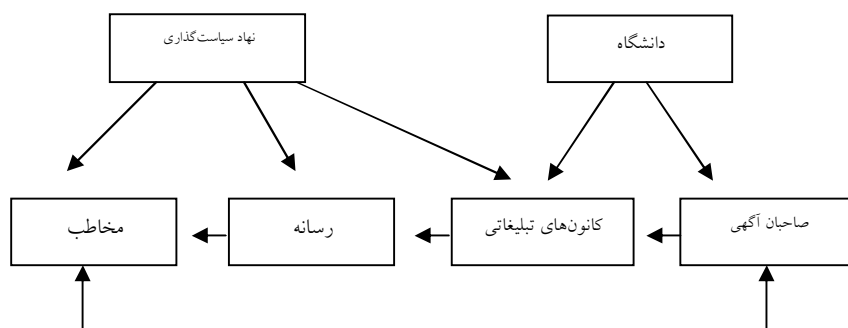 دانشگاه
نهاد سیاست‌گذاری
صاحبان آگهی
کانون‌های تبلیغاتی
رسانه
مخاطب